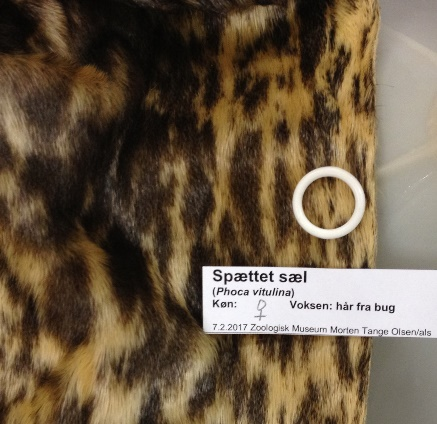 Spættet sæl
(Phoca vitulina)
Køn: ♀ Voksen: hår fra bug
7.2.2017 Zoologisk Museum Morten Tange Olsen/als